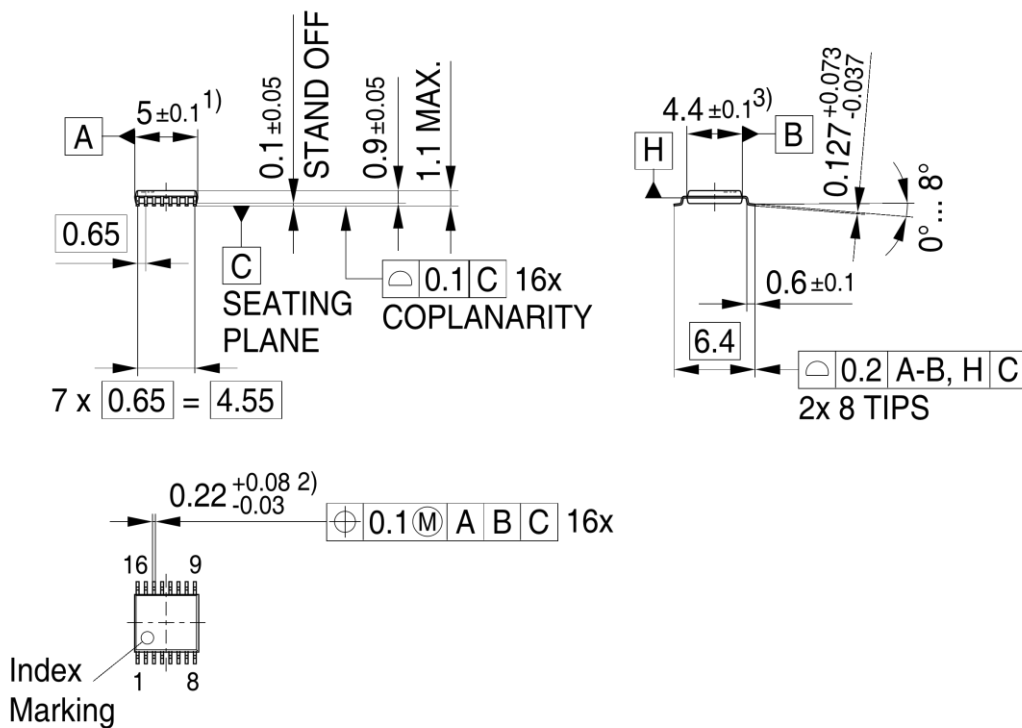 A
5 ±0.1 1)
0.1 ±0.05
STAND OFF
0.9 ±0.05
1.1 MAX.
0.65
C
SEATING
PLANE
⌓ 0.1 C 16x
COPLANARITY
7 x 0.65 = 4.55
4.4 ±0.1 3)
B
H
0.127 +0.073 -0.037
0°... 8°
0.6 ±0.1
6.4
⌓ 0.2 A-B, H C
2x 8 TIPS
0.22 +0.08 -0.03 2)
⌖ 0.1 Ⓜ A B C 16x
16 9
1 8
Index
Marking